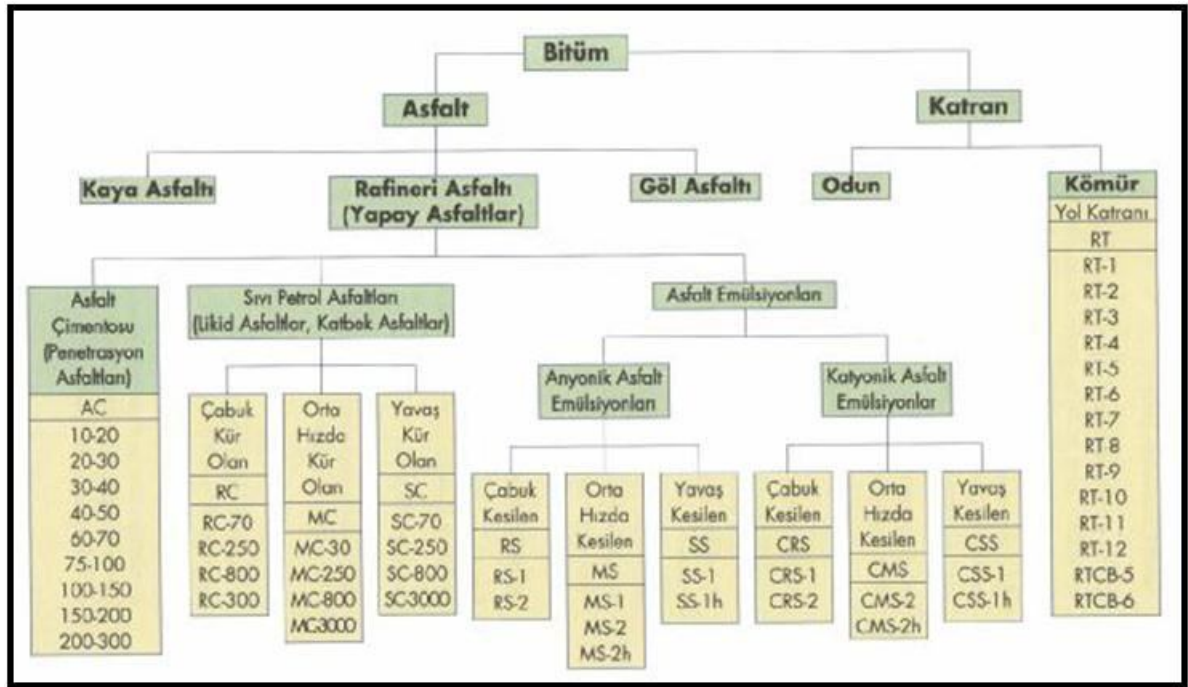 Bitüm
Asfalt
Katran
Kaya Asfaltı
Rafineri Asfaltı
(Yapay Asfaltlar)
Göl Asfaltı
Odun
Kömür
Yol Katranı
RT
RT-1
RT-2
RT-3
RT-4
RT-5
RT-6
RT-7
RT-8
RT-9
RT-10
RT-11
RT-12
RTCB-5
RTCB-6
Asfalt
Çimentosu
(Penetrasyon
Asfaltları)
AC
10-20
20-30
30-40
40-50
60-70
75-100
100-150
150-200
200-300
Sıvı Petrol Asfaltları
(Likid Asfaltlar, Katbek Asfaltlar)
Çabuk
Kür
Olan
RC
RC-70
RC-250
RC-800
RC-300
Orta
Hızda
Kür
Olan
MC
MC-30
MC-250
MC-800
MC3000
Yavaş
Kür
Olan
SC
SC-70
SC-250
SC-800
SC-3000
Asfalt Emülsiyonları
Anyonik Asfalt
Emülsiyonları
Katyonik Asfalt
Emülsiyonlar
Çabuk
Kesilen
RS
RS-1
RS-2
Orta
Hızda
Kesilen
MS
MS-1
MS-2
MS-2h
Yavaş
Kesilen
SS
SS-1
SS-1h
Çabuk
Kesilen
CRS
CRS-1
CRS-2
Orta
Hızda
Kesilen
CMS
CMS-2
CMS-2h
Yavaş
Kesilen
CSS
CSS-1
CSS-1h